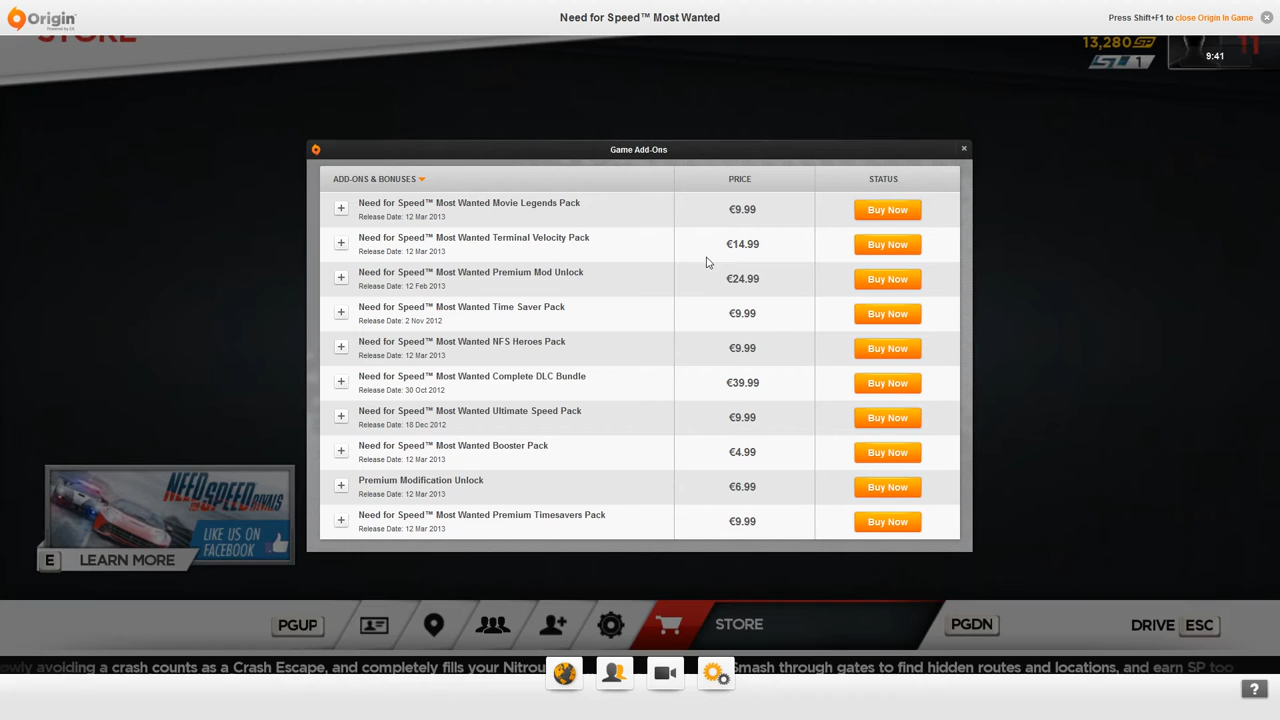 Origin
Powered by EA
Need for Speed™ Most Wanted
Press Shift+F1 to close Origin In Game
STORE
13,280 SP
9:41
Game Add-Ons
ADD-ONS & BONUSES
PRICE
STATUS
Need for Speed™ Most Wanted Movie Legends Pack
Release Date: 12 Mar 2013
€9.99
Buy Now
Need for Speed™ Most Wanted Terminal Velocity Pack
Release Date: 12 Mar 2013
€14.99
Buy Now
Need for Speed™ Most Wanted Premium Mod Unlock
Release Date: 12 Feb 2013
€24.99
Buy Now
Need for Speed™ Most Wanted Time Saver Pack
Release Date: 2 Nov 2012
€9.99
Buy Now
Need for Speed™ Most Wanted NFS Heroes Pack
Release Date: 12 Mar 2013
€9.99
Buy Now
Need for Speed™ Most Wanted Complete DLC Bundle
Release Date: 30 Oct 2012
€39.99
Buy Now
Need for Speed™ Most Wanted Ultimate Speed Pack
Release Date: 18 Dec 2012
€9.99
Buy Now
Need for Speed™ Most Wanted Booster Pack
Release Date: 12 Mar 2013
€4.99
Buy Now
Premium Modification Unlock
Release Date: 12 Mar 2013
€6.99
Buy Now
Need for Speed™ Most Wanted Premium Timesavers Pack
Release Date: 12 Mar 2013
€9.99
Buy Now
NEED FOR SPEED RIVALS
LIKE US ON
FACEBOOK
E LEARN MORE
PGUP
STORE
PGDN
DRIVE ESC
avoiding a crash counts as a Crash Escape, and completely fills your Nitrou
Smash through gates to find hidden routes and locations, and earn SP too
?